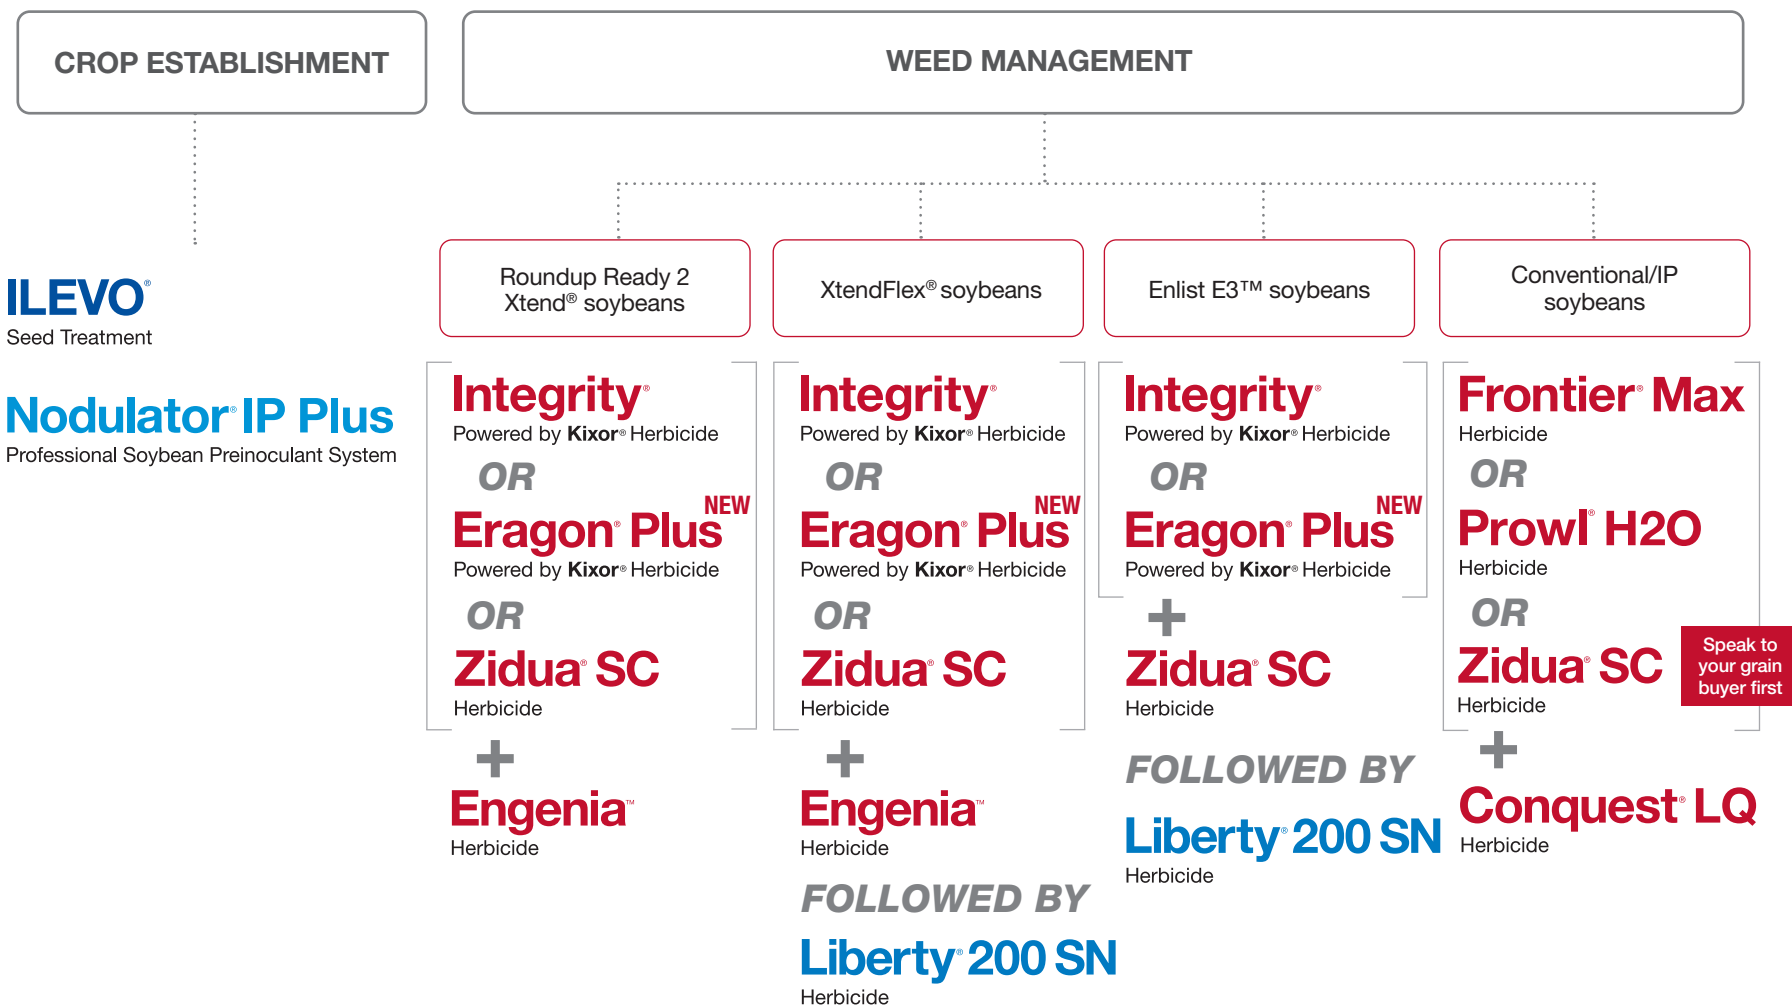 CROP ESTABLISHMENT
WEED MANAGEMENT
ILEVO®
Seed Treatment
Nodulator® IP Plus
Professional Soybean Preinoculant System
Roundup Ready 2
Xtend® soybeans
Integrity®
Powered by Kixor® Herbicide
OR
NEW
Eragon® Plus
Powered by Kixor® Herbicide
OR
Zidua® SC
Herbicide
+
Engenia™
Herbicide
XtendFlex® soybeans
Integrity®
Powered by Kixor® Herbicide
OR
NEW
Eragon® Plus
Powered by Kixor® Herbicide
OR
Zidua® SC
Herbicide
+
Engenia™
Herbicide
FOLLOWED BY
Liberty® 200 SN
Herbicide
Enlist E3™ soybeans
Integrity®
Powered by Kixor® Herbicide
OR
NEW
Eragon® Plus
Powered by Kixor® Herbicide
+
Zidua® SC
Herbicide
FOLLOWED BY
Liberty® 200 SN
Herbicide
Conventional/IP
soybeans
Frontier® Max
Herbicide
OR
Prowl® H2O
Herbicide
OR
Zidua® SC
Herbicide
Speak to
your grain
buyer first
+
Conquest® LQ
Herbicide